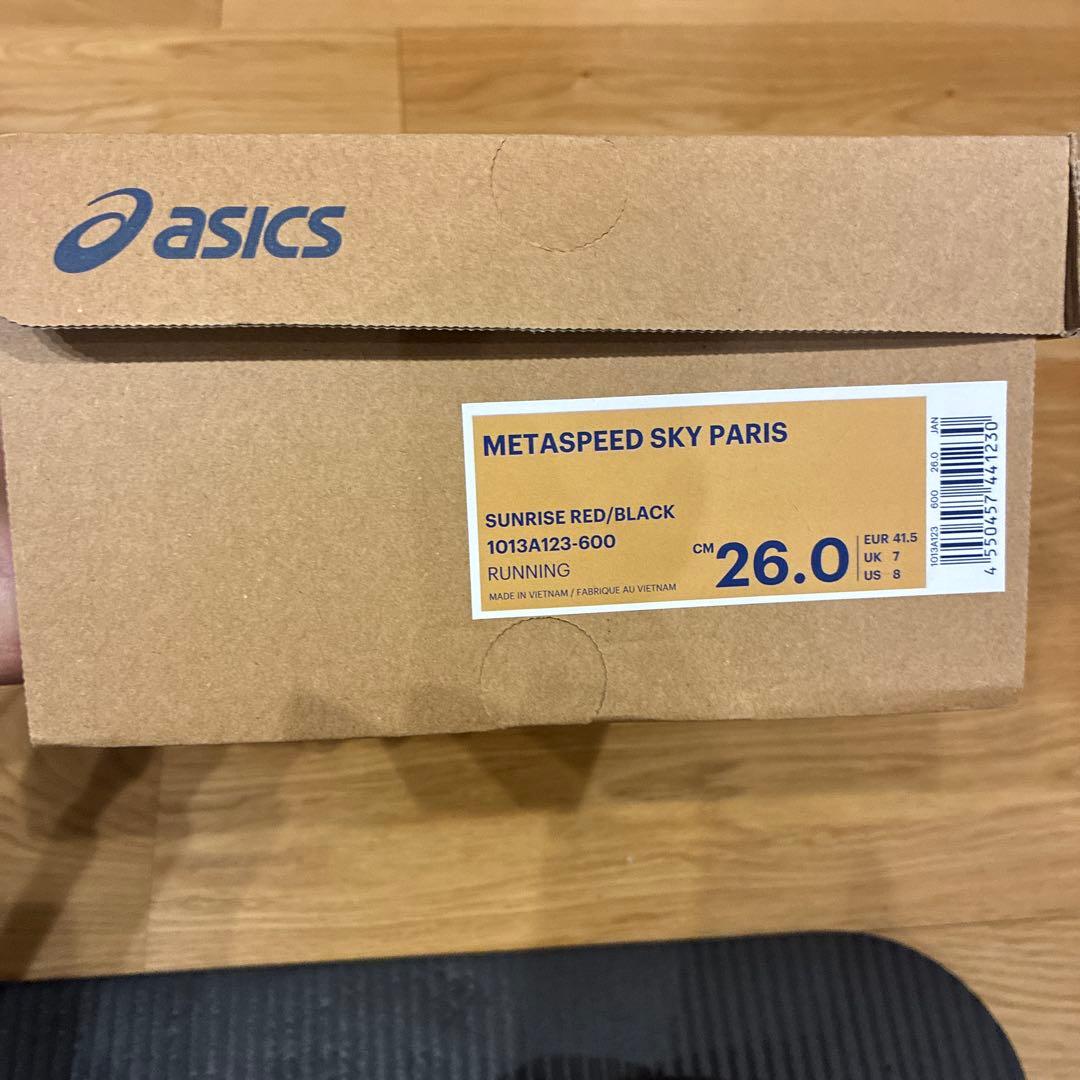 asics
METASPEED SKY PARIS
SUNRISE RED/BLACK
1013A123-600
RUNNING
MADE IN VIETNAM / FABRIQUE AU VIETNAM
CM 26.0
EUR 41.5
UK 7
US 8
1013A123 600 26.0 JAN
4 550457 441230